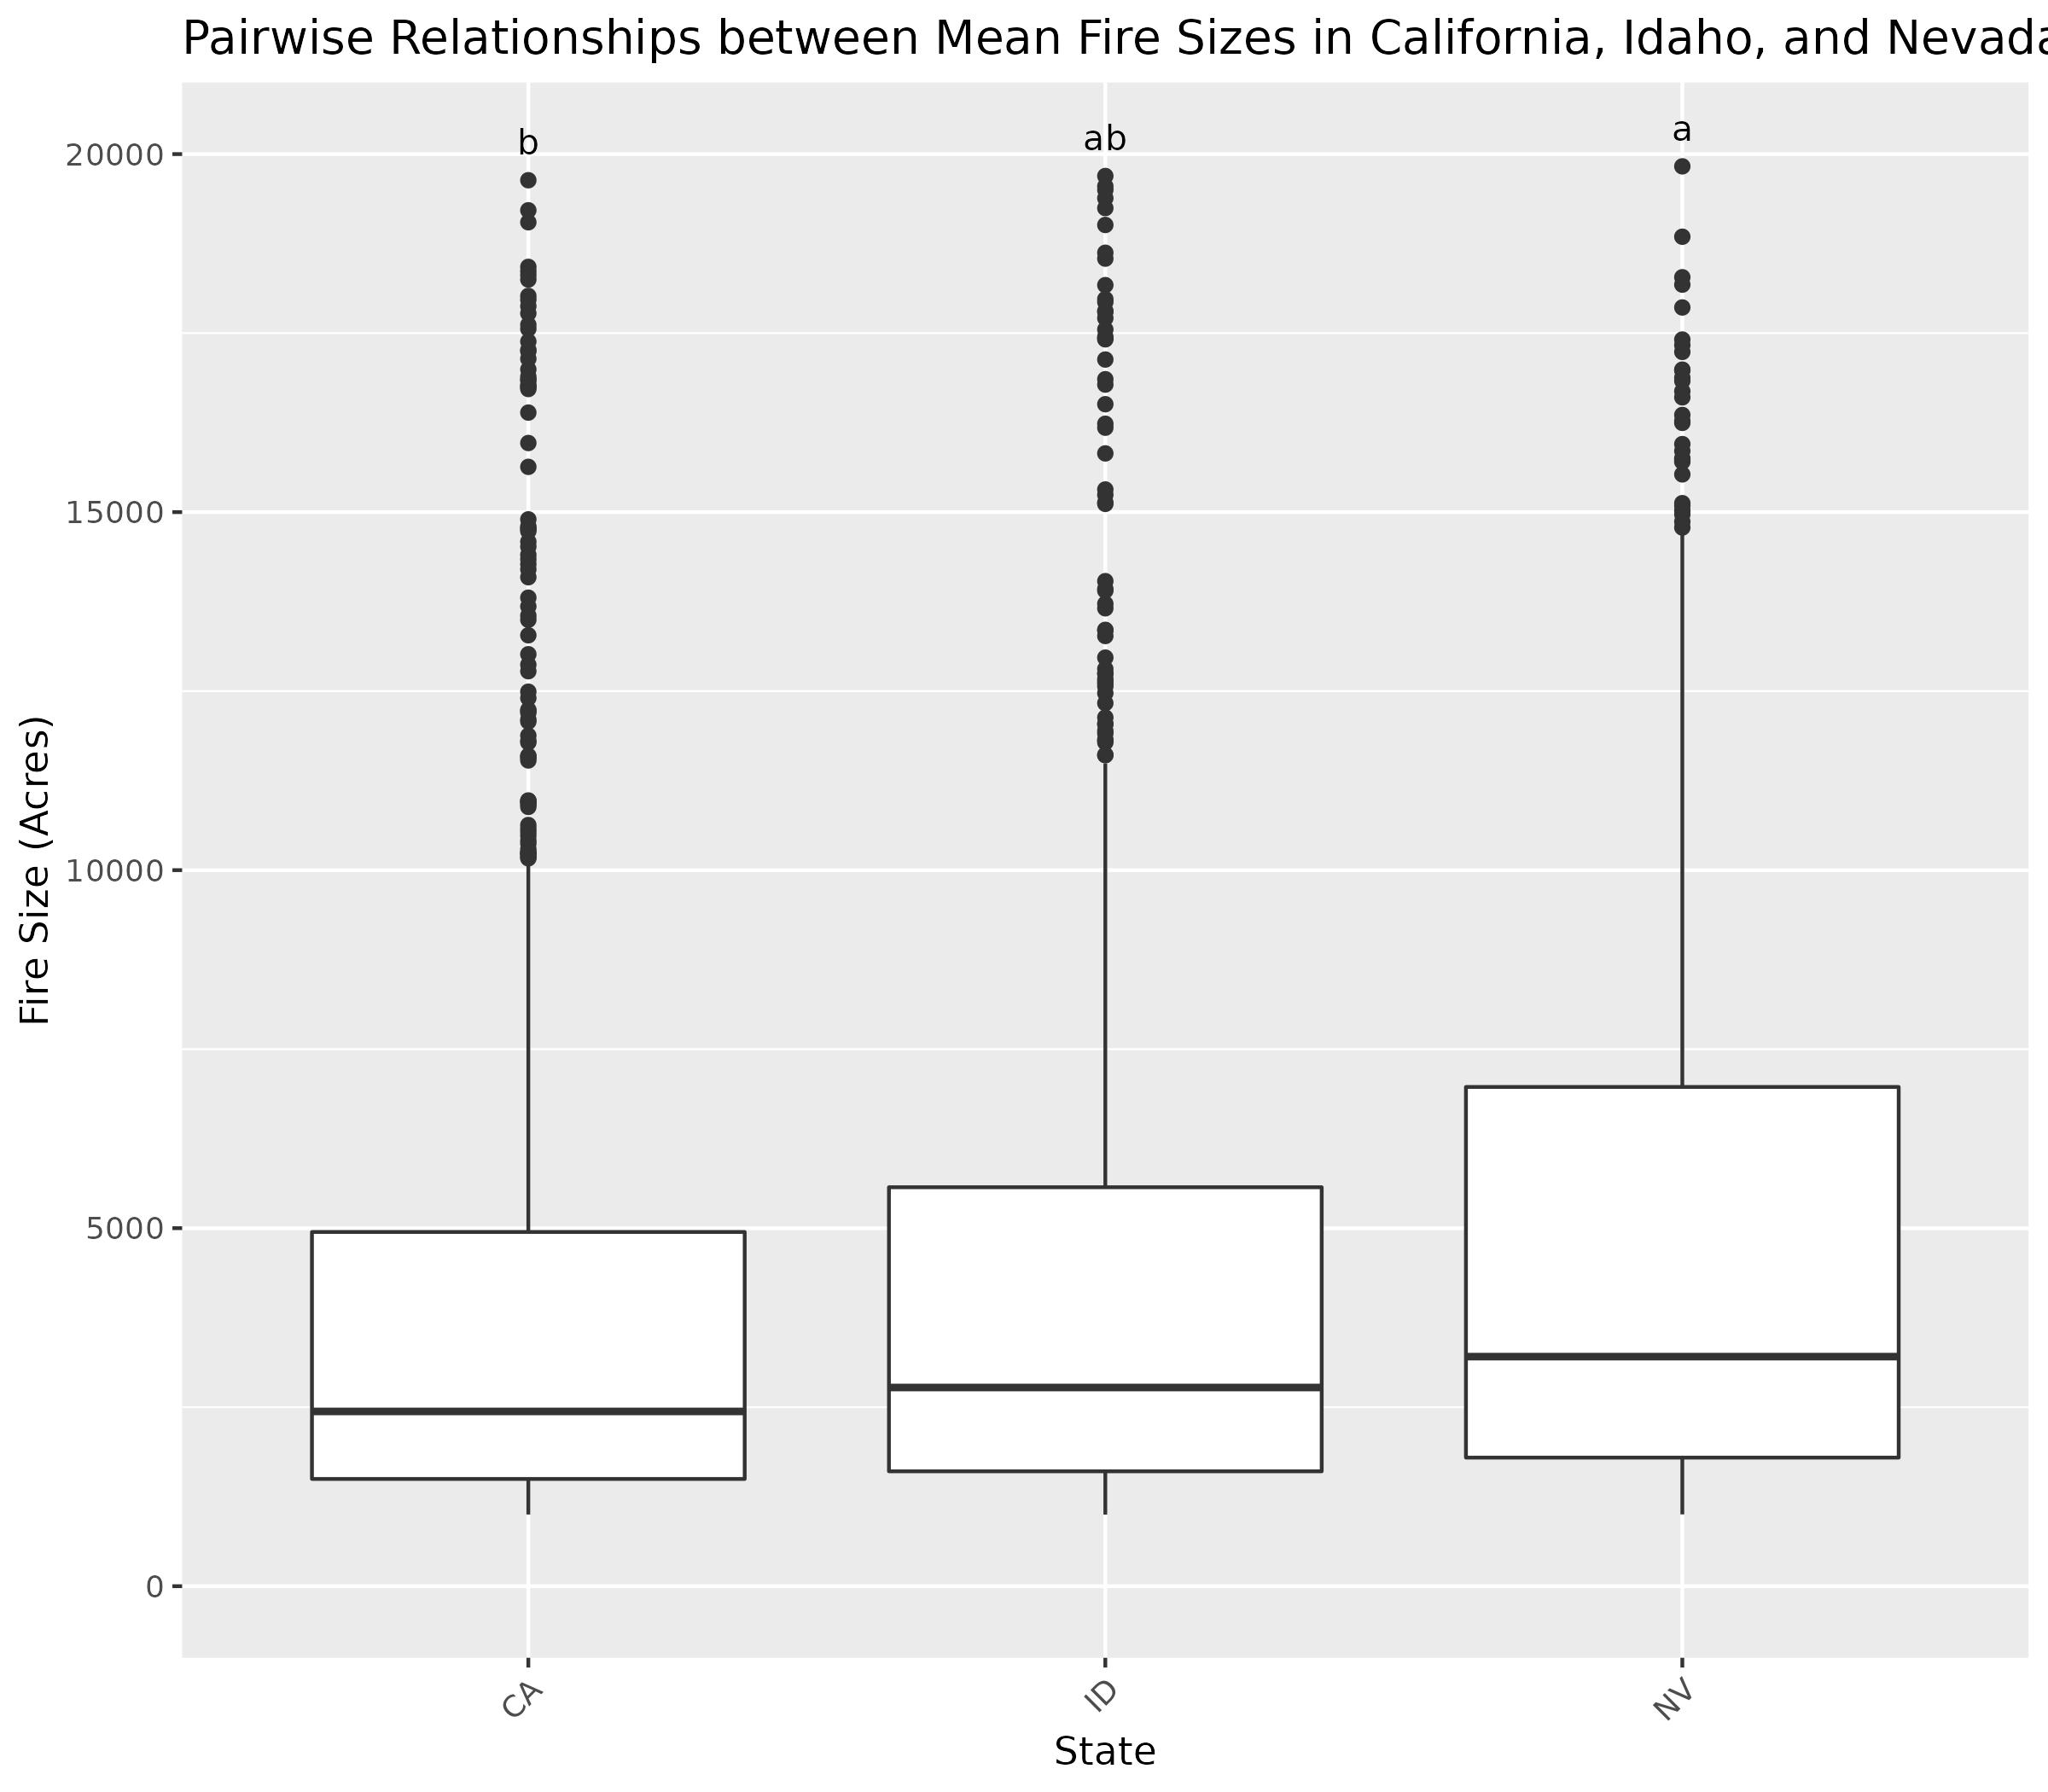 Pairwise Relationships between Mean Fire Sizes in California, Idaho, and Nevada
b ab a
20000
15000
10000
5000
0
Fire Size (Acres)
CA ID NV
State